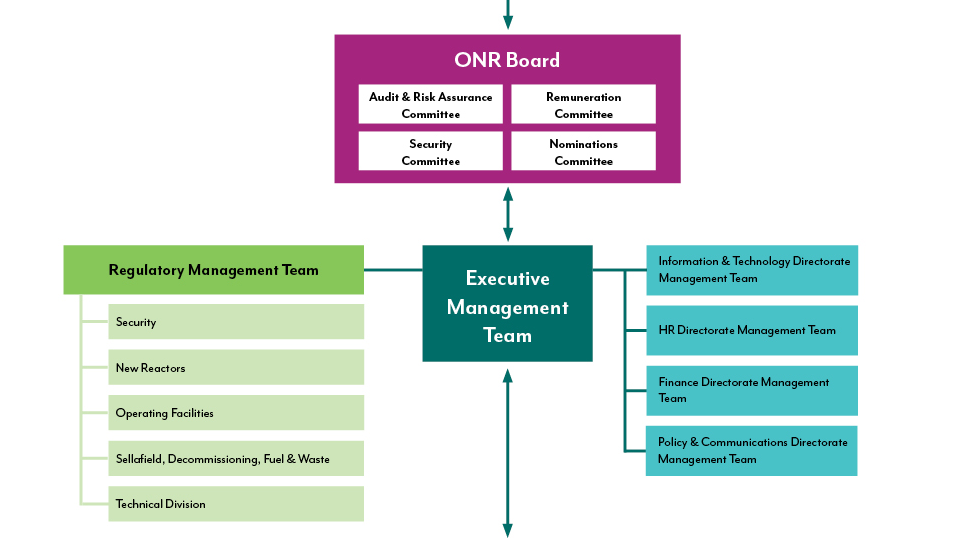 ONR Board
Audit & Risk Assurance
Committee
Remuneration
Committee
Security
Committee
Nominations
Committee
Regulatory Management Team
Security
New Reactors
Operating Facilities
Sellafield, Decommissioning, Fuel & Waste
Technical Division
Executive
Management
Team
Information & Technology Directorate
Management Team
HR Directorate Management Team
Finance Directorate Management
Team
Policy & Communications Directorate
Management Team